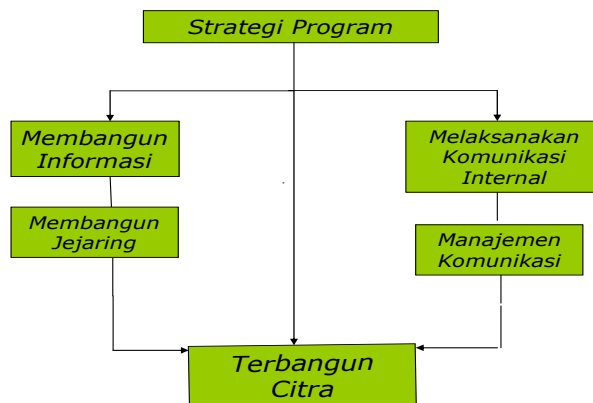 Strategi Program
Membangun
Informasi
Melaksanakan
Komunikasi
Internal
Membangun
Jejaring
Manajemen
Komunikasi
Terbangun
Citra